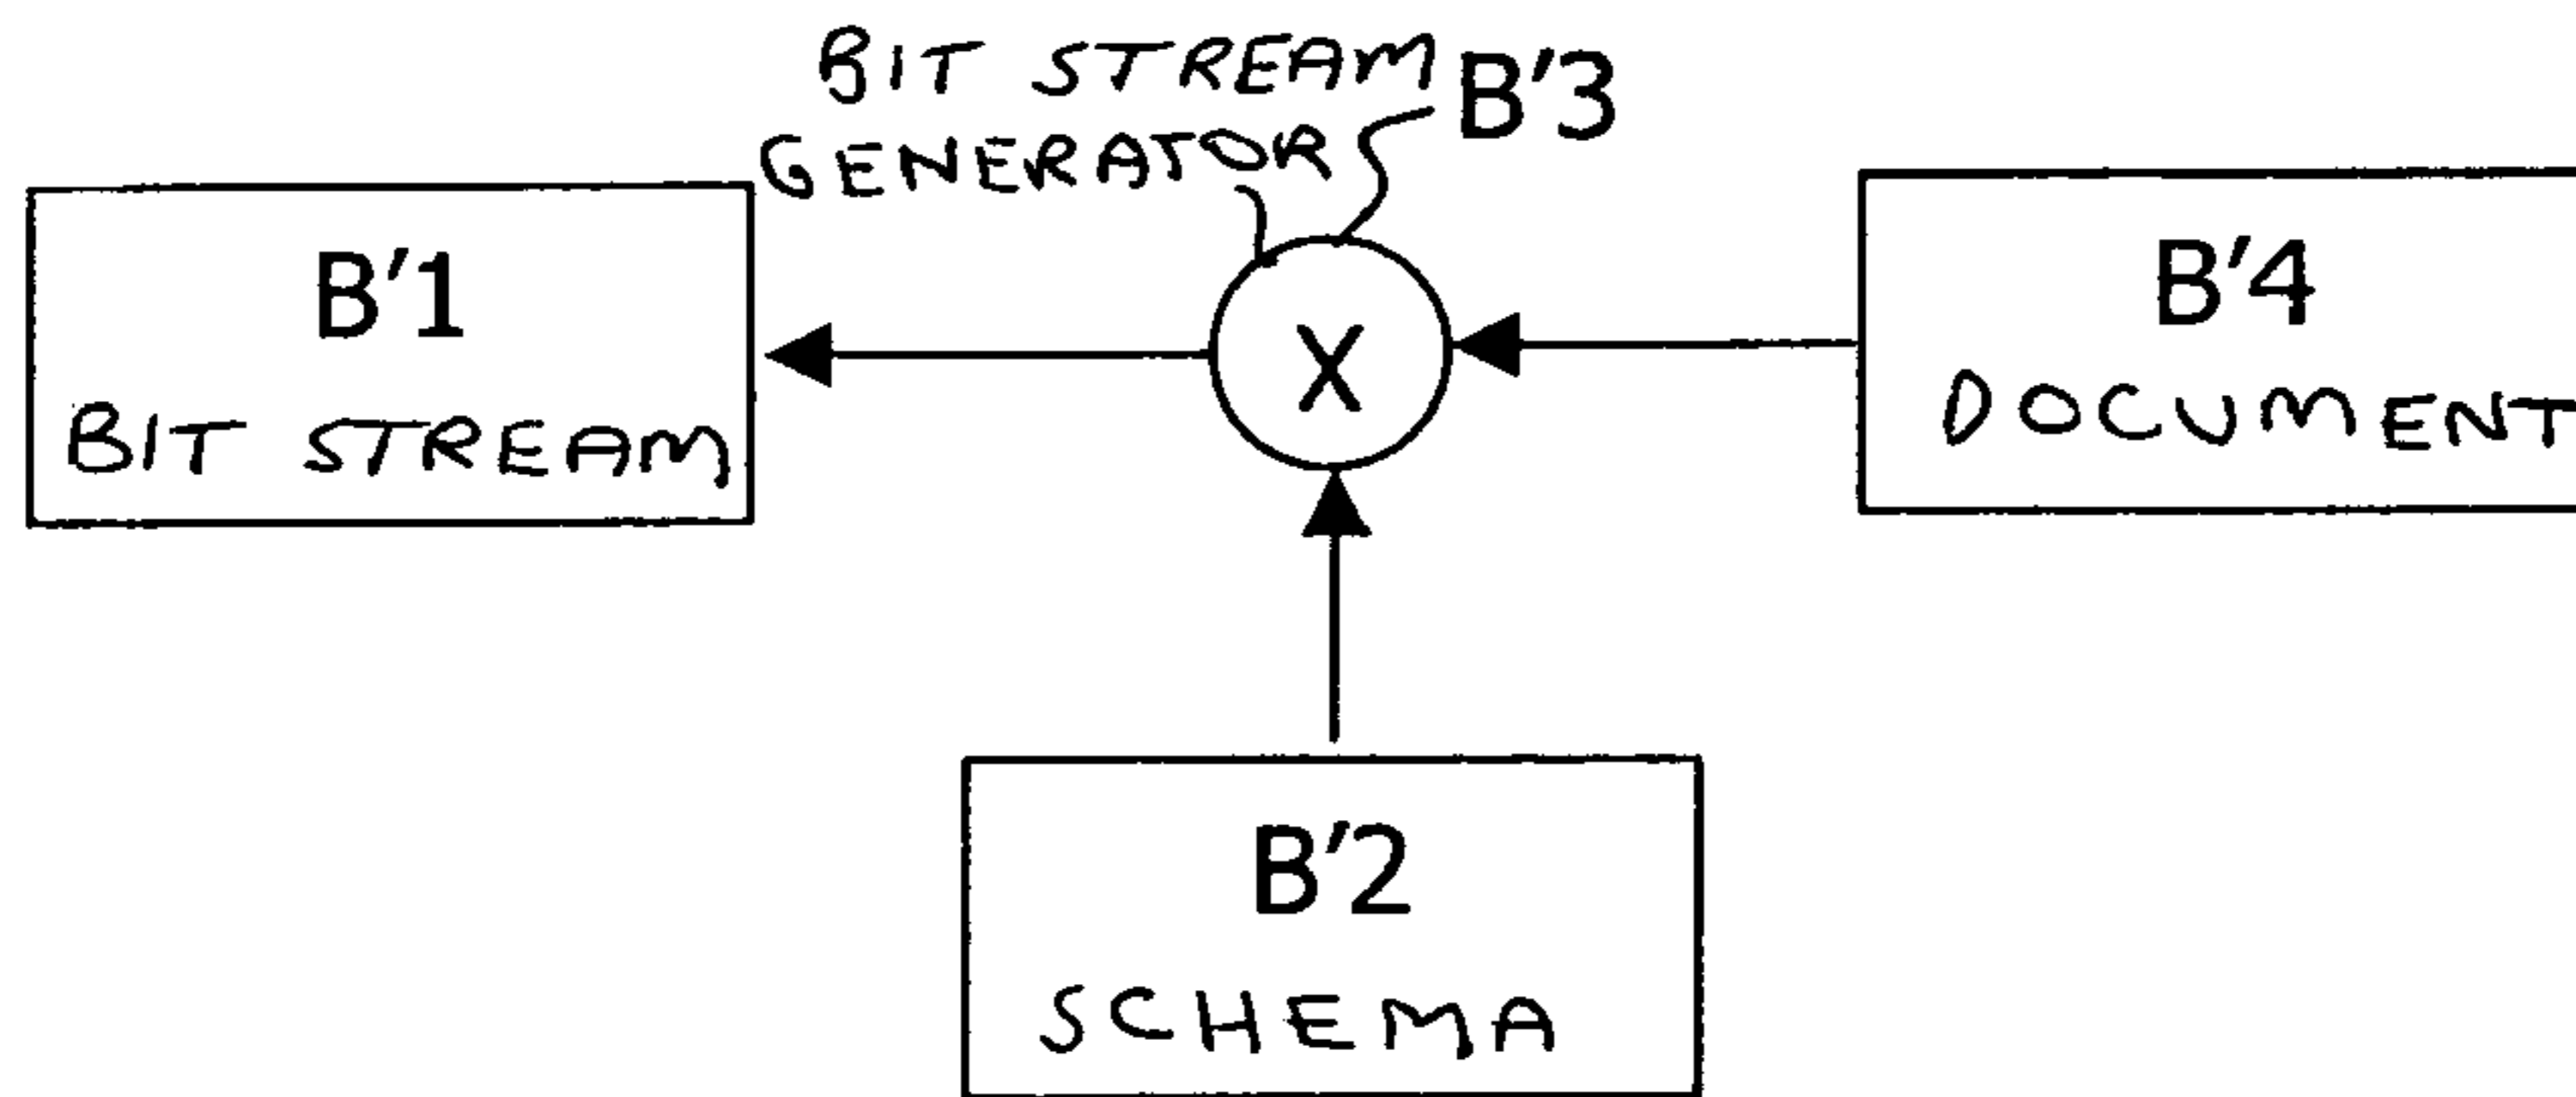 BIT STREAM B'3
GENERATOR
B'1
BIT STREAM
X
B'4
DOCUMENT
B'2
SCHEMA